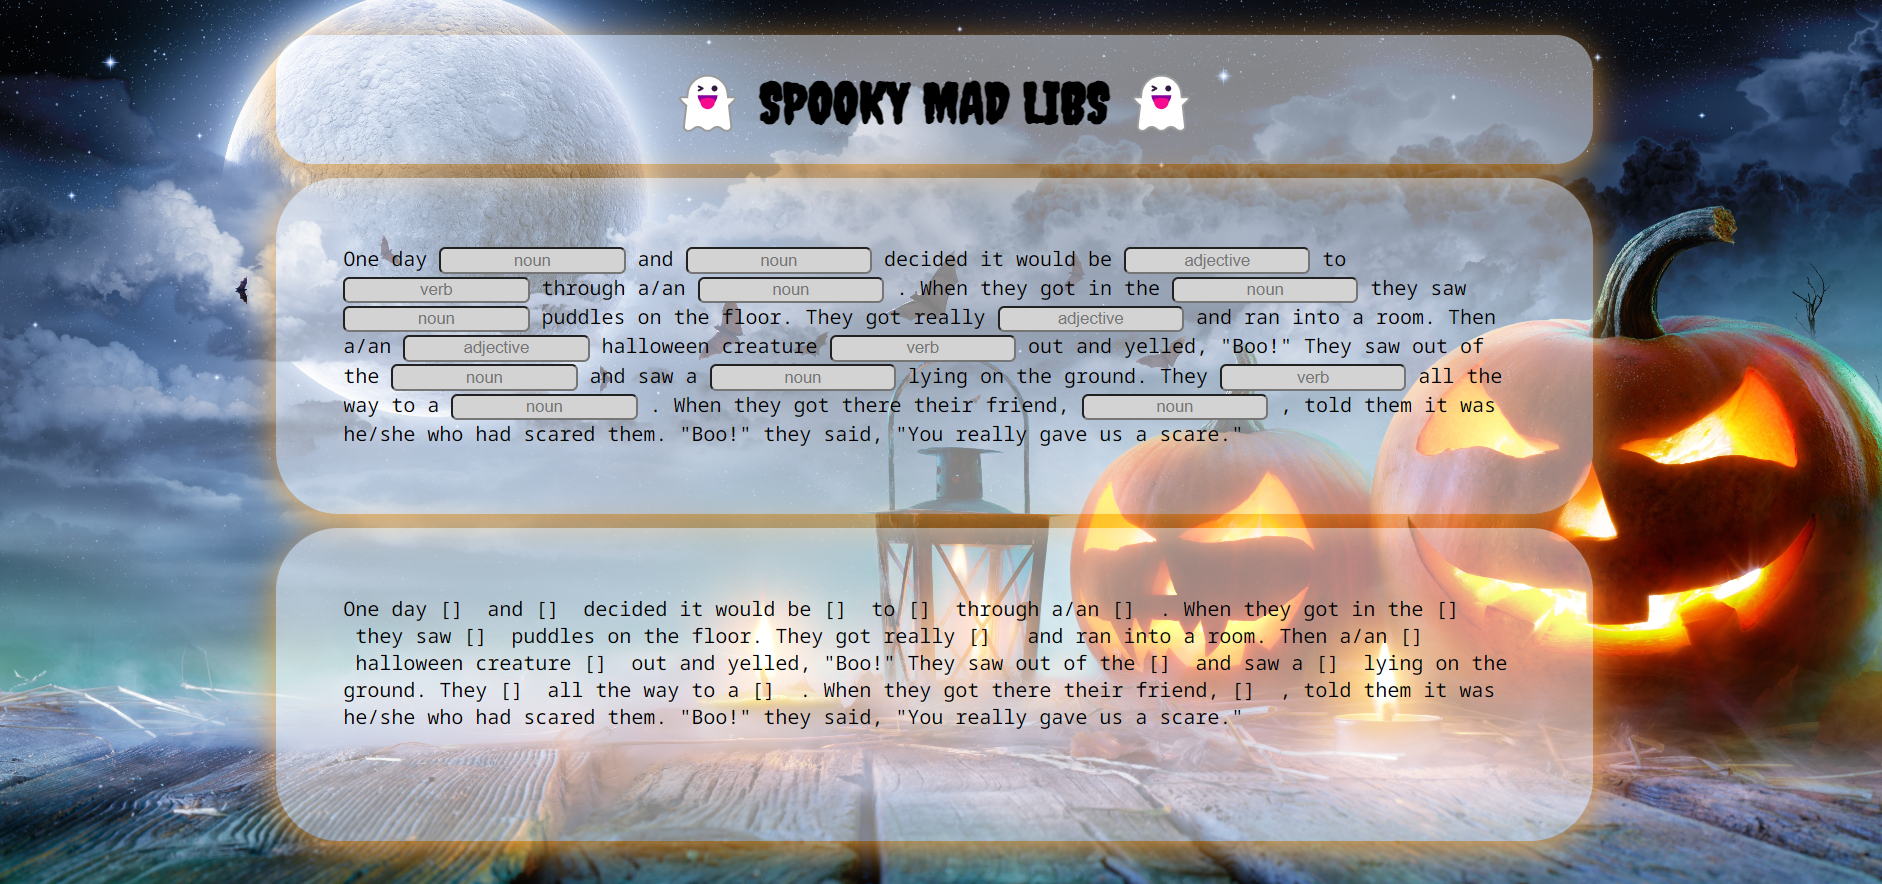 SPOOKY MAD LIBS
One day noun and noun decided it would be adjective to
verb through a/an noun . When they got in the noun they saw
noun puddles on the floor. They got really adjective and ran into a room. Then
a/an adjective halloween creature verb out and yelled, "Boo!" They saw out of
the noun and saw a noun lying on the ground. They verb all the
way to a noun . When they got there their friend, noun , told them it was
he/she who had scared them. "Boo!" they said, "You really gave us a scare."
One day [] and [] decided it would be [] to [] through a/an [] . When they got in the []
they saw [] puddles on the floor. They got really [] and ran into a room. Then a/an []
halloween creature [] out and yelled, "Boo!" They saw out of the [] and saw a [] lying on the
ground. They [] all the way to a [] . When they got there their friend, [] , told them it was
he/she who had scared them. "Boo!" they said, "You really gave us a scare."